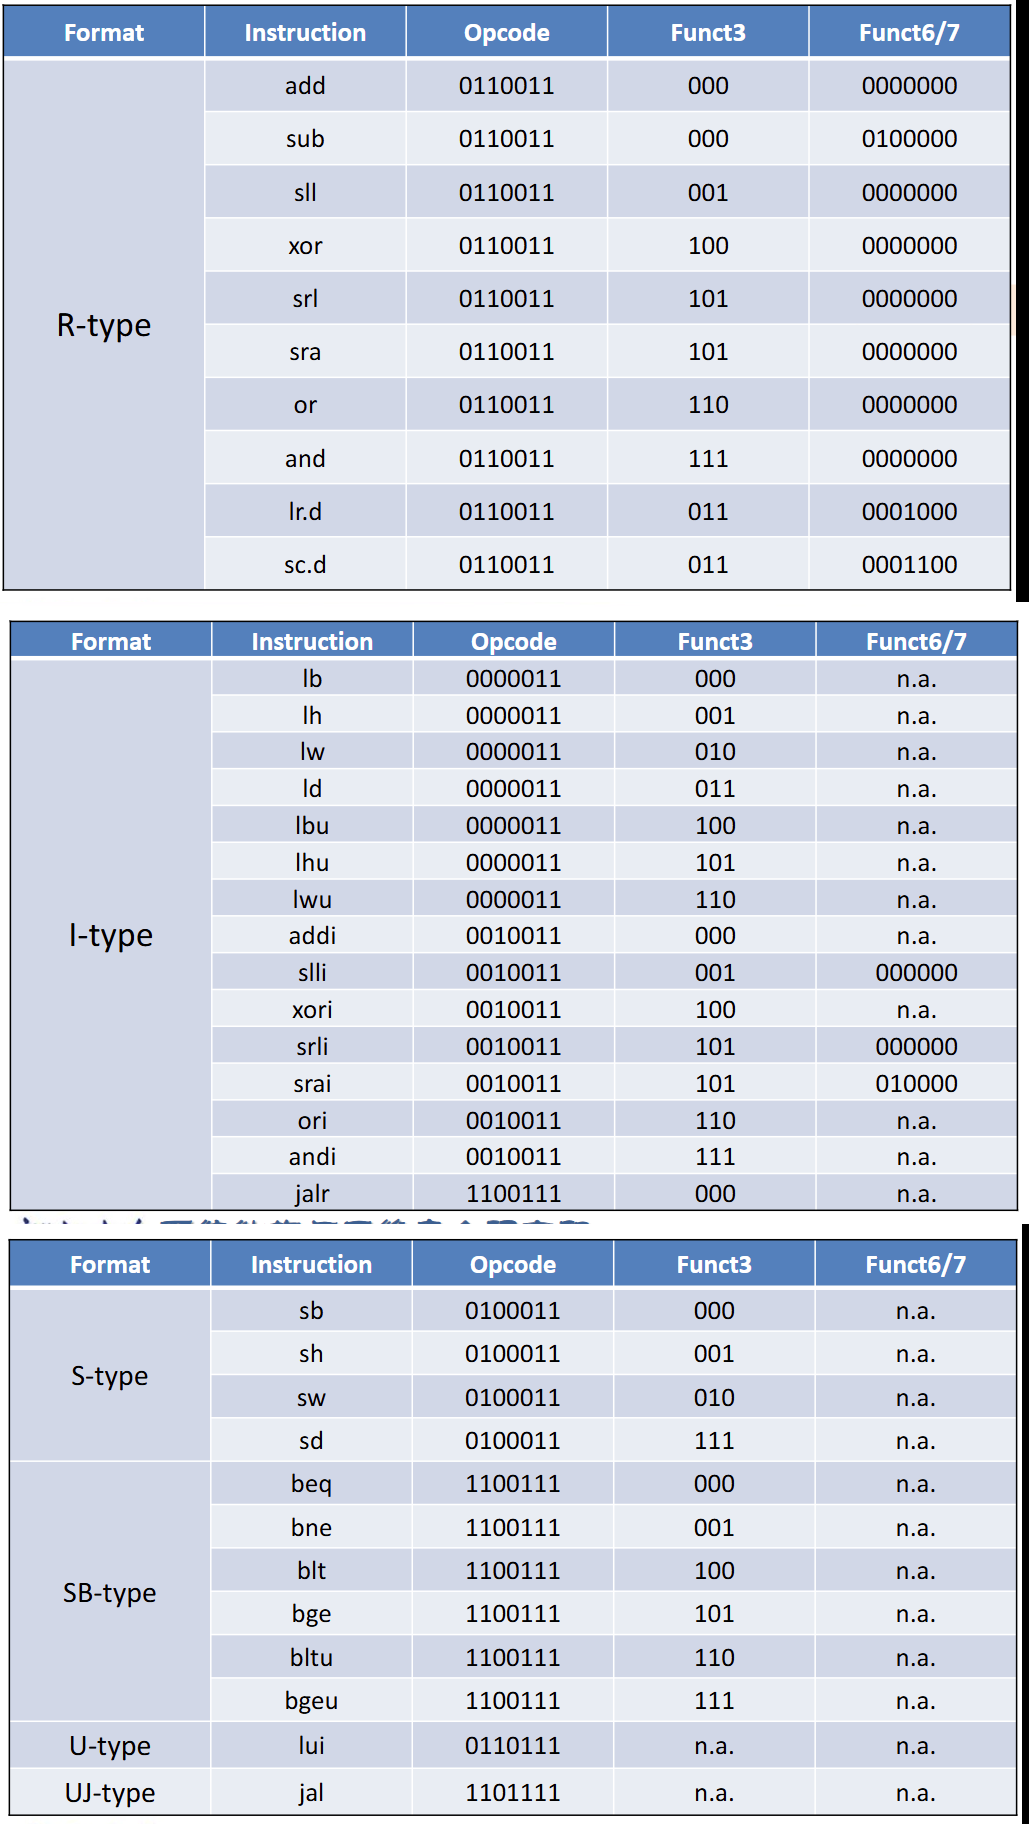 Format Instruction Opcode Funct3 Funct6/7
add 0110011 000 0000000
sub 0110011 000 0100000
sll 0110011 001 0000000
xor 0110011 100 0000000
srl 0110011 101 0000000
R-type
sra 0110011 101 0000000
or 0110011 110 0000000
and 0110011 111 0000000
lr.d 0110011 011 0001000
sc.d 0110011 011 0001100
Format Instruction Opcode Funct3 Funct6/7
lb 0000011 000 n.a.
lh 0000011 001 n.a.
lw 0000011 010 n.a.
ld 0000011 011 n.a.
lbu 0000011 100 n.a.
lhu 0000011 101 n.a.
lwu 0000011 110 n.a.
I-type addi 0010011 000 n.a.
slli 0010011 001 000000
xori 0010011 100 n.a.
srli 0010011 101 000000
srai 0010011 101 010000
ori 0010011 110 n.a.
andi 0010011 111 n.a.
jalr 1100111 000 n.a.
Format Instruction Opcode Funct3 Funct6/7
sb 0100011 000 n.a.
sh 0100011 001 n.a.
S-type
sw 0100011 010 n.a.
sd 0100011 111 n.a.
beq 1100111 000 n.a.
bne 1100111 001 n.a.
blt 1100111 100 n.a.
SB-type
bge 1100111 101 n.a.
bltu 1100111 110 n.a.
bgeu 1100111 111 n.a.
U-type lui 0110111 n.a. n.a.
UJ-type jal 1101111 n.a. n.a.